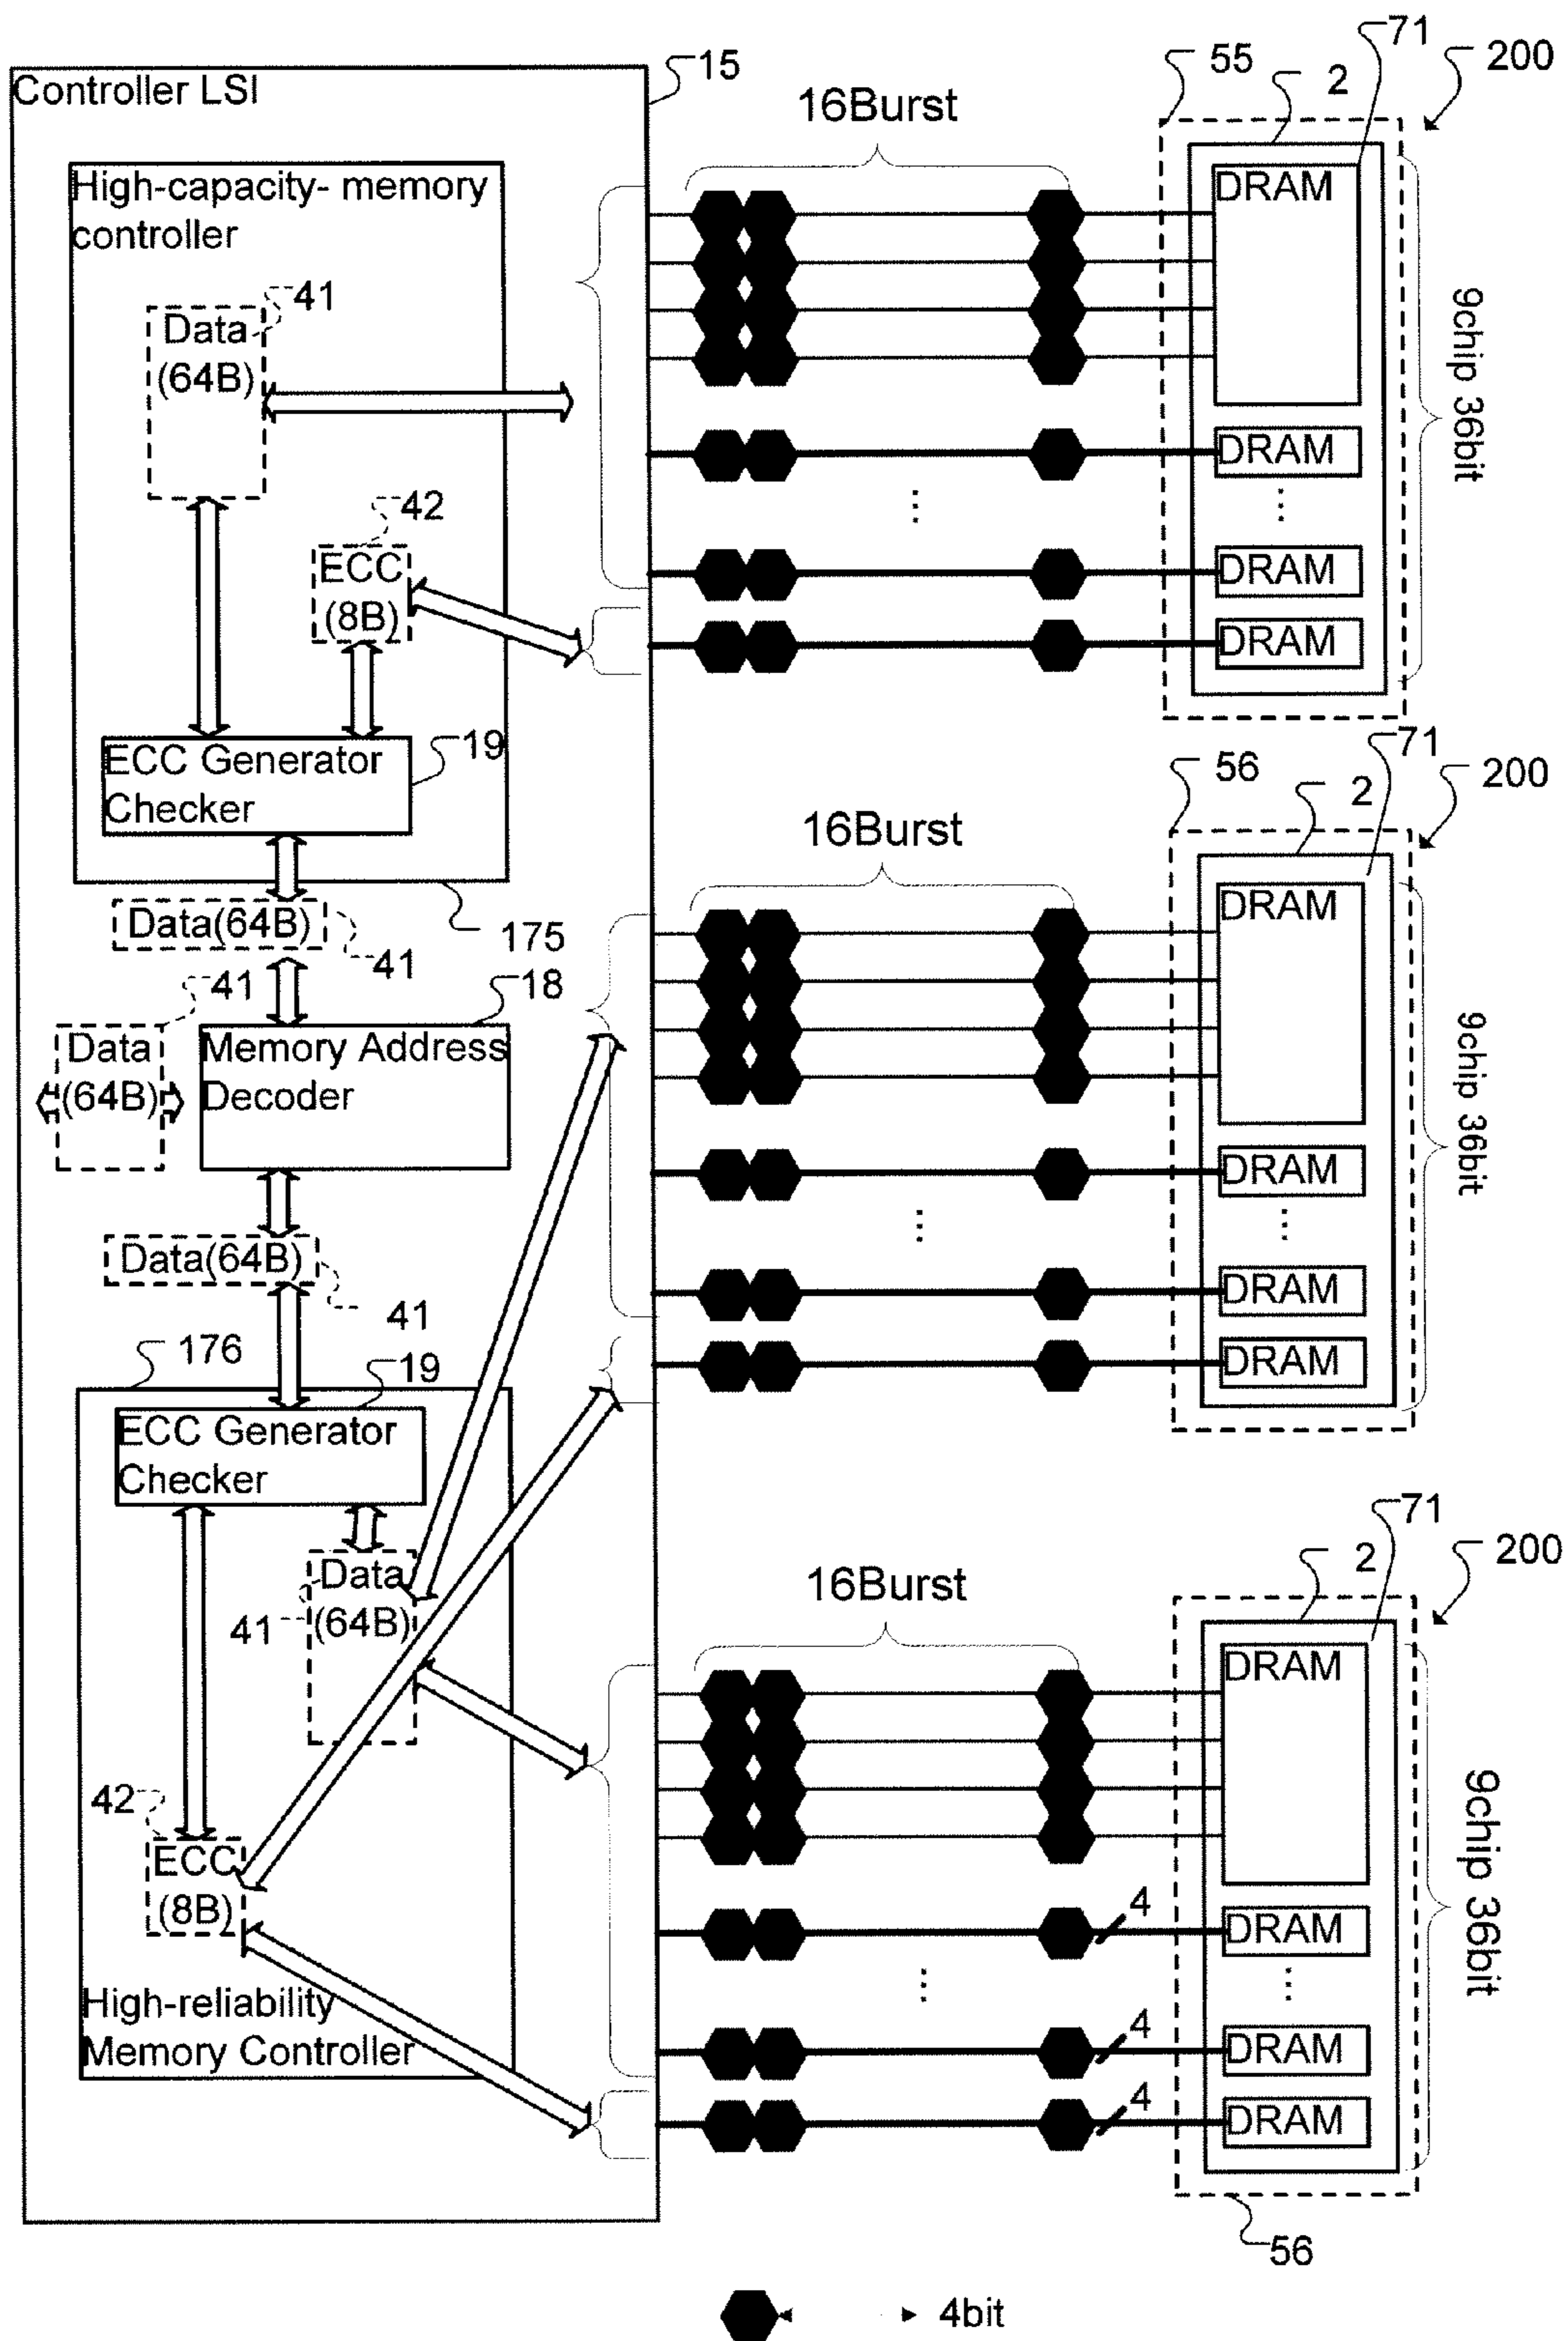 Controller LSI
15
High-capacity- memory
controller
Data
(64B)
41
ECC
(8B)
42
ECC Generator
Checker
19
175
Data(64B)
41
Data
(64B)
41
Memory Address
Decoder
18
Data(64B)
41
176
ECC Generator
Checker
19
Data
(64B)
41
ECC
(8B)
42
High-reliability
Memory Controller
16Burst
55
2
71
200
DRAM
DRAM
⋮
⋮
DRAM
DRAM
9chip 36bit
16Burst
56
2
71
200
DRAM
DRAM
⋮
⋮
DRAM
DRAM
9chip 36bit
16Burst
2
71
200
DRAM
4
DRAM
⋮
⋮
4
DRAM
4
DRAM
9chip 36bit
56
4bit